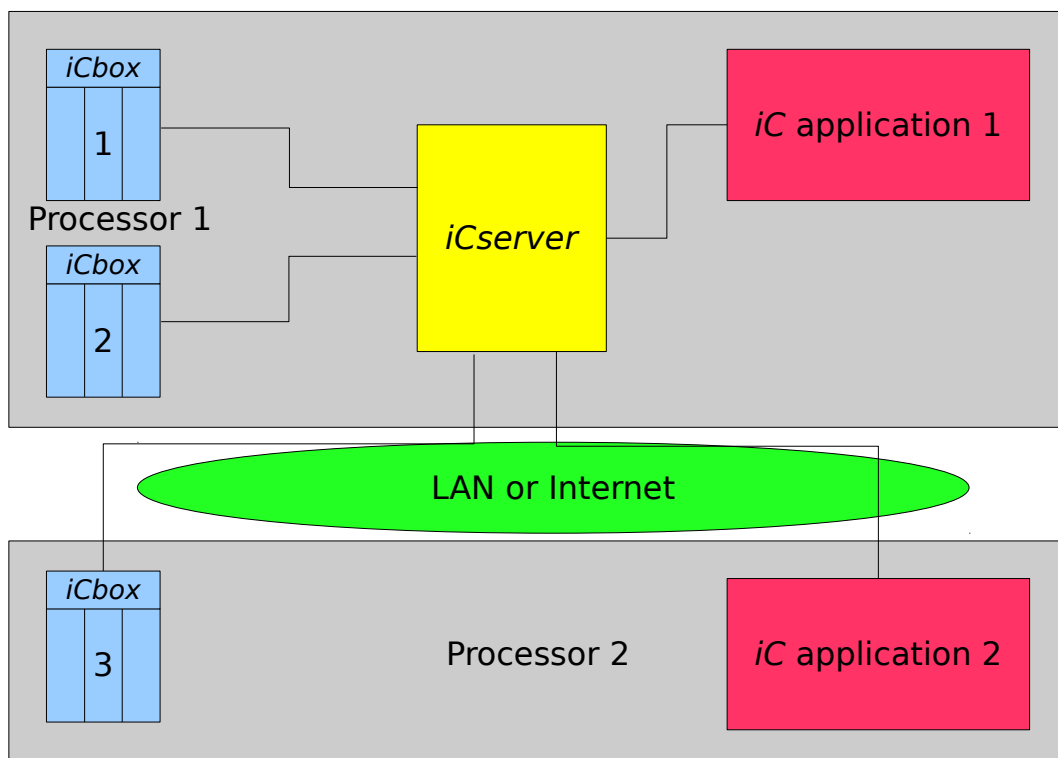 iCbox
1
iC application 1
Processor 1
iCserver
iCbox
2
LAN or Internet
iCbox
3
Processor 2
iC application 2